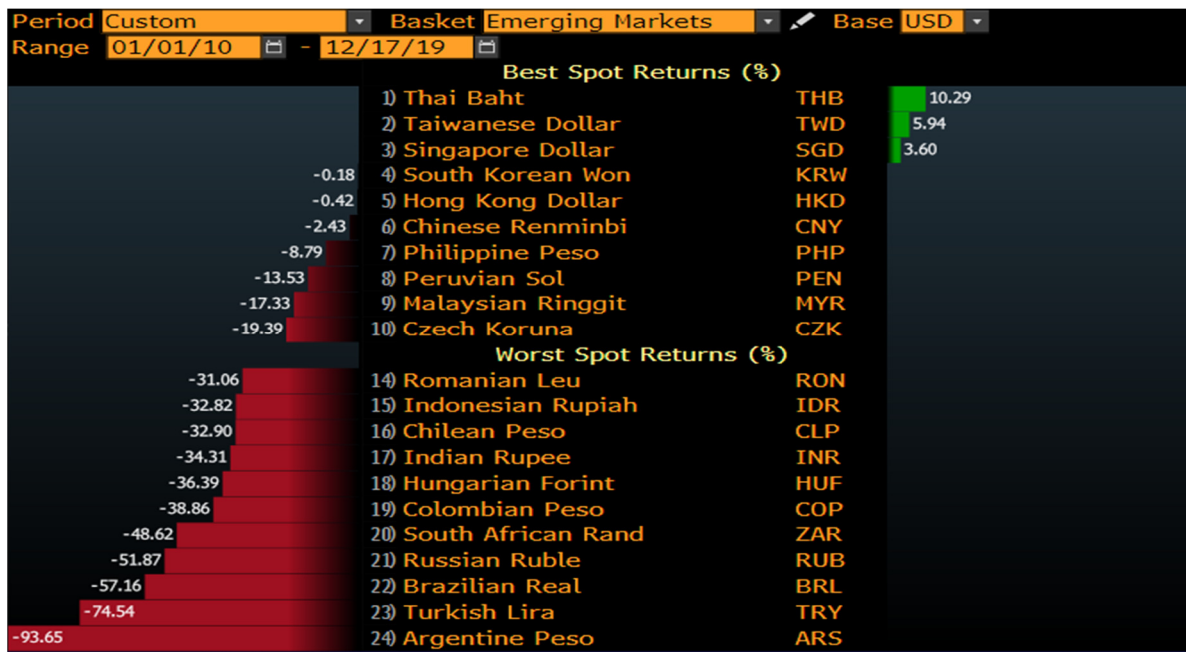 Period Custom Basket Emerging Markets Base USD
Range 01/01/10 - 12/17/19
Best Spot Returns (%)
1) Thai Baht THB 10.29
2) Taiwanese Dollar TWD 5.94
3) Singapore Dollar SGD 3.60
-0.18 4) South Korean Won KRW
-0.42 5) Hong Kong Dollar HKD
-2.43 6) Chinese Renminbi CNY
-8.79 7) Philippine Peso PHP
-13.53 8) Peruvian Sol PEN
-17.33 9) Malaysian Ringgit MYR
-19.39 10) Czech Koruna CZK
Worst Spot Returns (%)
-31.06 14) Romanian Leu RON
-32.82 15) Indonesian Rupiah IDR
-32.90 16) Chilean Peso CLP
-34.31 17) Indian Rupee INR
-36.39 18) Hungarian Forint HUF
-38.86 19) Colombian Peso COP
-48.62 20) South African Rand ZAR
-51.87 21) Russian Ruble RUB
-57.16 22) Brazilian Real BRL
-74.54 23) Turkish Lira TRY
-93.65 24) Argentine Peso ARS